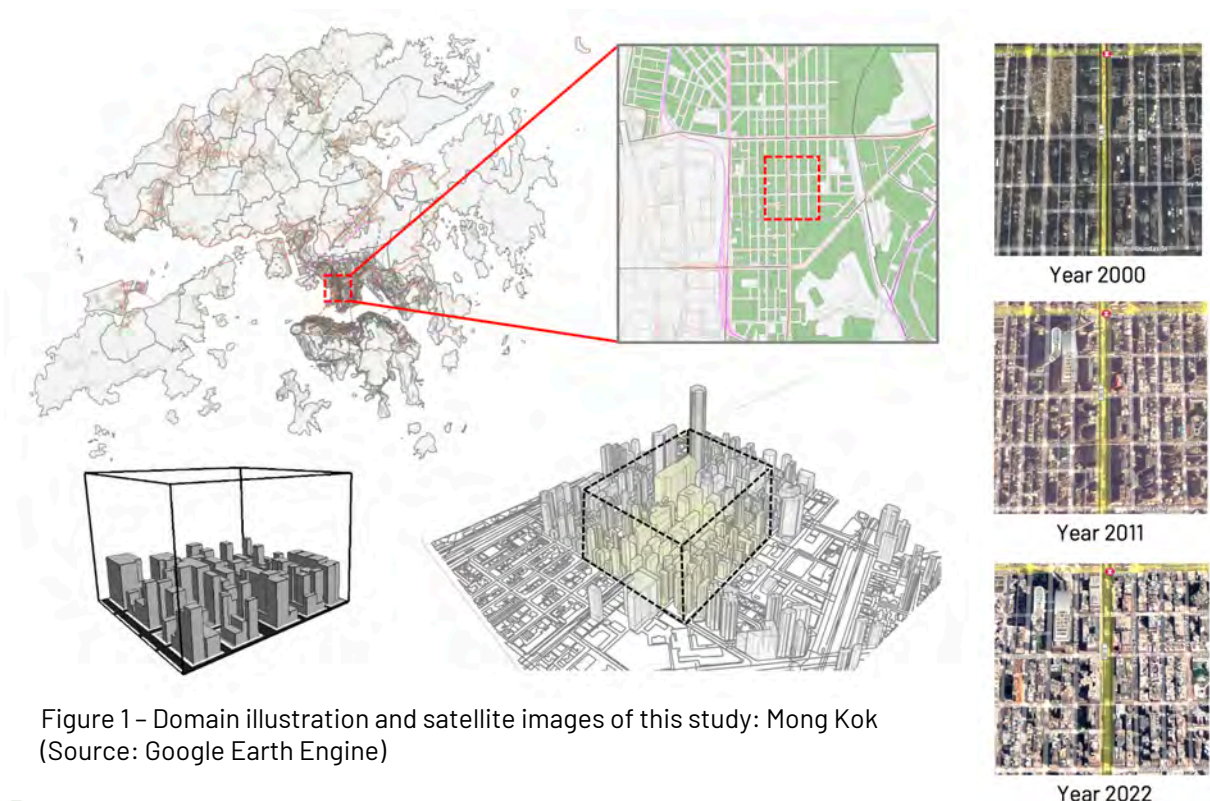 Year 2000
Year 2011
Figure 1 – Domain illustration and satellite images of this study: Mong Kok
(Source: Google Earth Engine)
Year 2022